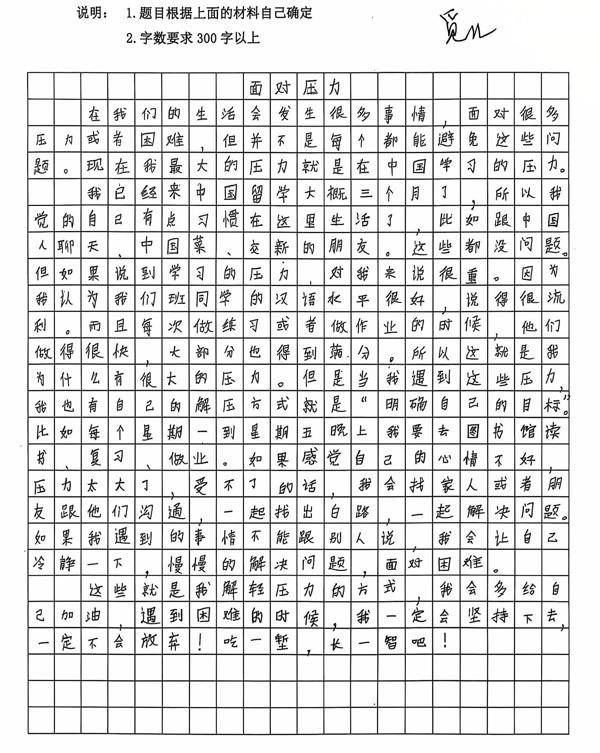 说明： 1.题目根据上面的材料自己确定
2.字数要求300字以上
面对压力
在我们的生活会发生很多事情，面对很多
压力或者困难，但并不是每个都能避免这些问
题。现在我最大的压力就是在中国学习的压力。
我已经来中国留学大概三个月了，所以我
觉的自己有点习惯在这里生活了，比如跟中国
人聊天、中国菜、交新的朋友。这些都没问题。
但如果说到学习的压力，对我来说很重。因为
我认为我们班同学的汉语水平很好，说得很流
利。而且每次做练习或者做作业的时候，他们
做得很快，大部分也得到满分。所以这就是我
为什么有很大的压力。但是当我遇到这些压力，
我也有自己的解压方式就是“明确自己的目标。”
比如每个星期一到星期五晚上我要去图书馆读
书、复习、做业。如果感觉自己的心情不好，
压力太大了，受不了的话，我会找家人或者朋
友跟他们沟通，一起找出白路，一起解决问题。
如果我遇到的事情不能跟别人说，我会让自己
冷静一下，慢慢的解决问题，面对困难。
这些就是我解轻压力的方式，我会多给自
己加油，遇到困难的时候，我一定会坚持下去，
一定不会放弃！吃一堑，长一智吧！